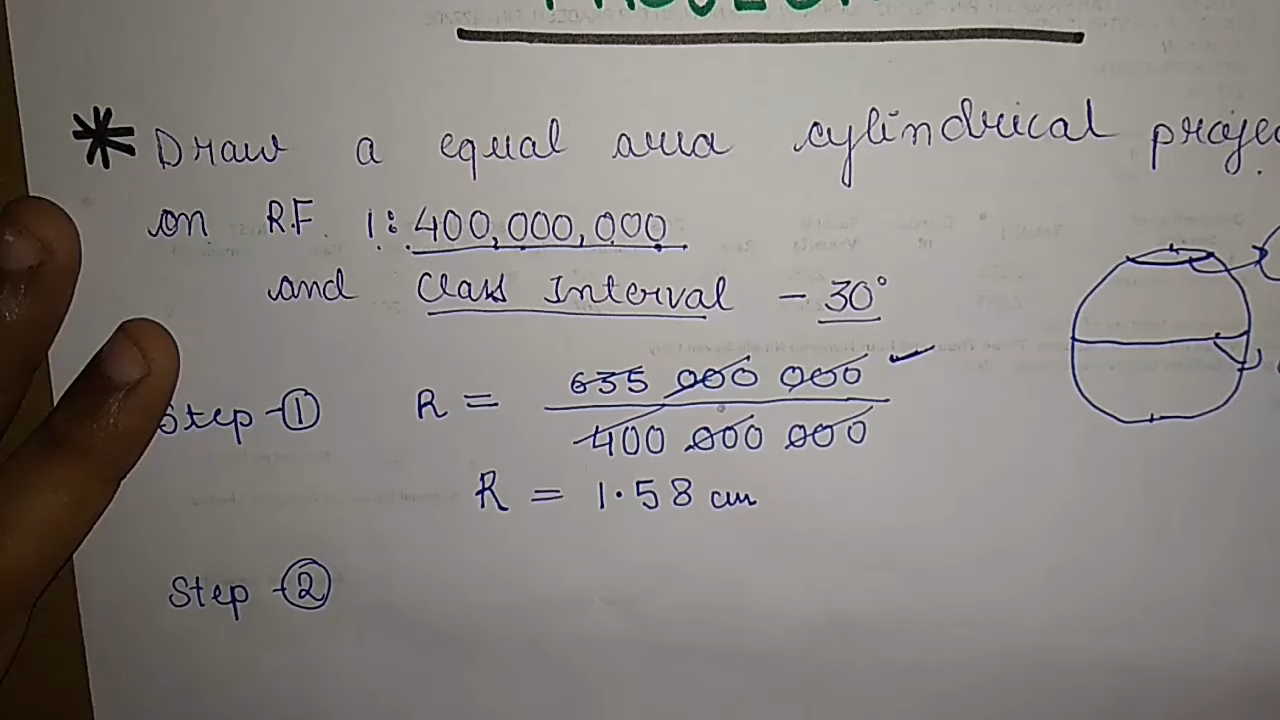 * Draw a equal area cylindrical projec
on R.F. 1:400,000,000
and Class Interval - 30°
Step-① R = 635 000 000
400 000 000
R = 1.58 cm
Step-②